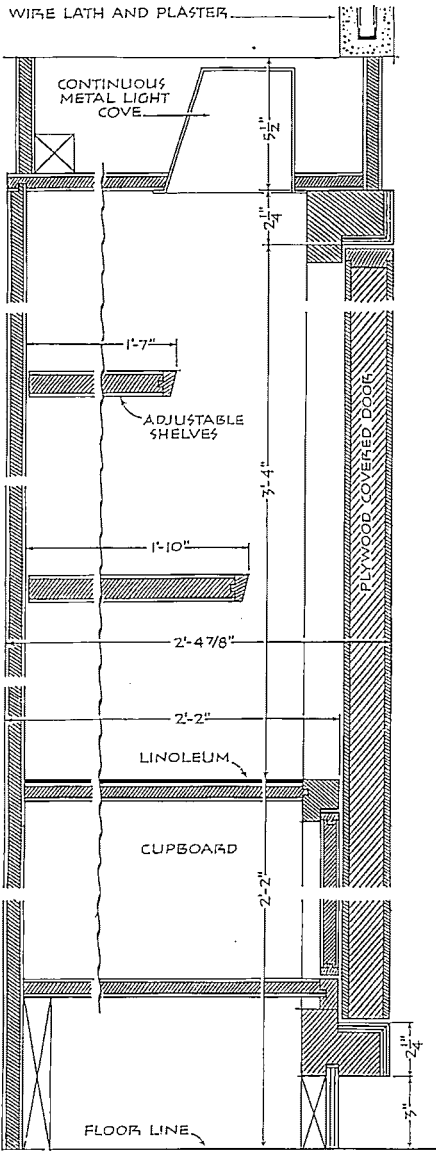 WIRE LATH AND PLASTER
CONTINUOUS
METAL LIGHT
COVE
5 1/2"
2 1/4"
1'-7"
ADJUSTABLE
SHELVES
PLYWOOD COVERED DOOR
3'-4"
1'-10"
2'-4 7/8"
2'-2"
LINOLEUM
CUPBOARD
2'-2"
2 1/4"
3"
FLOOR LINE